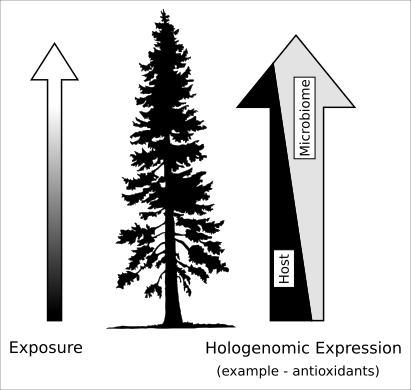 Microbiome
Host
Exposure
Hologenomic Expression
(example - antioxidants)